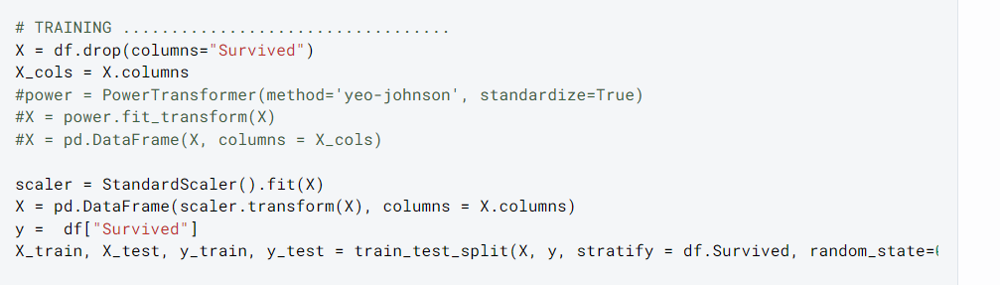 # TRAINING ..................................
X = df.drop(columns="Survived")
X_cols = X.columns
#power = PowerTransformer(method='yeo-johnson', standardize=True)
#X = power.fit_transform(X)
#X = pd.DataFrame(X, columns = X_cols)
scaler = StandardScaler().fit(X)
X = pd.DataFrame(scaler.transform(X), columns = X.columns)
y =  df["Survived"]
X_train, X_test, y_train, y_test = train_test_split(X, y, stratify = df.Survived, random_state=